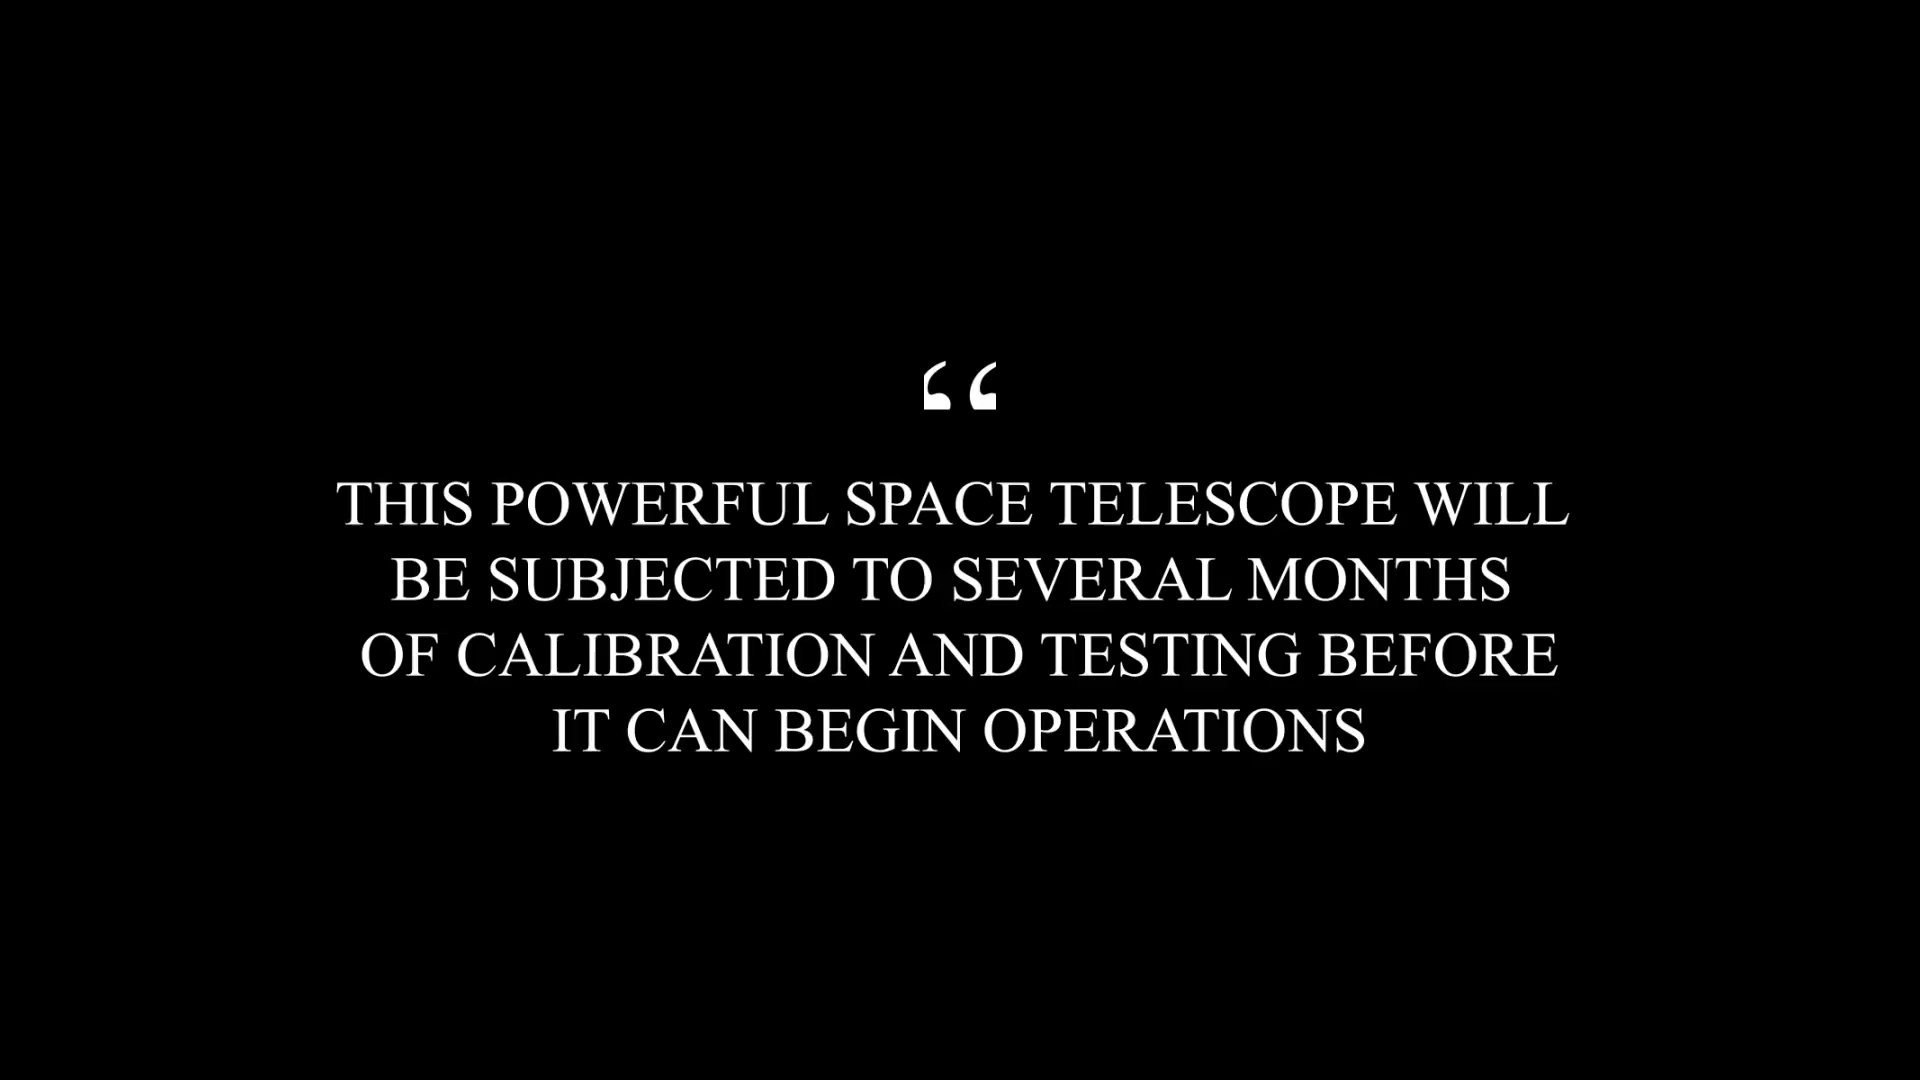 “
THIS POWERFUL SPACE TELESCOPE WILL
BE SUBJECTED TO SEVERAL MONTHS
OF CALIBRATION AND TESTING BEFORE
IT CAN BEGIN OPERATIONS